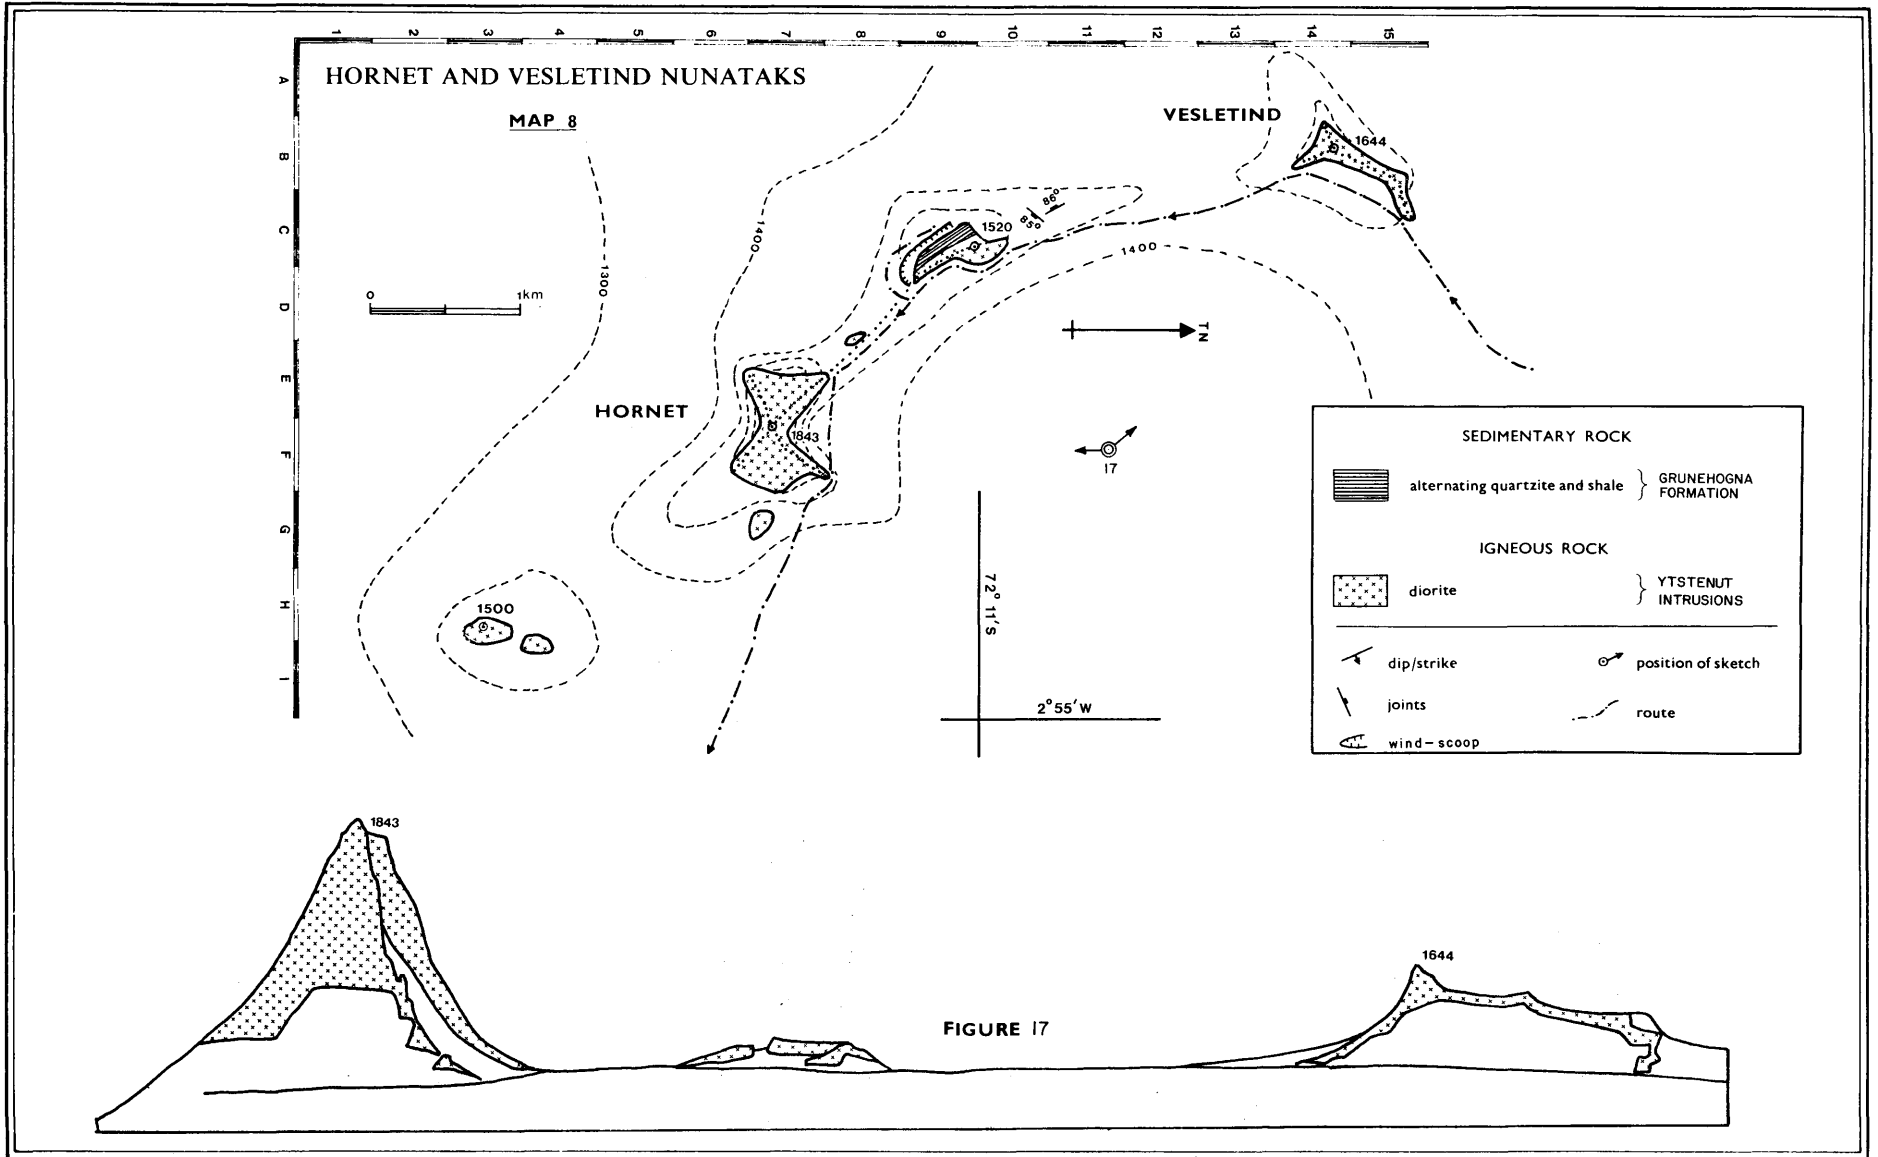 1 2 3 4 5 6 7 8 9 10 11 12 13 14 15
A
B
C
D
E
F
G
H
I
HORNET AND VESLETIND NUNATAKS
MAP 8
VESLETIND
1644
1400
86°
85°
1520
1400
1300
0 1km
TN
HORNET
1843
17
1500
72° 11's
2°55'W
SEDIMENTARY ROCK
alternating quartzite and shale } GRUNEHOGNA
FORMATION
IGNEOUS ROCK
diorite } YTSTENUT
INTRUSIONS
dip/strike
position of sketch
joints
route
wind-scoop
1843
1644
FIGURE 17